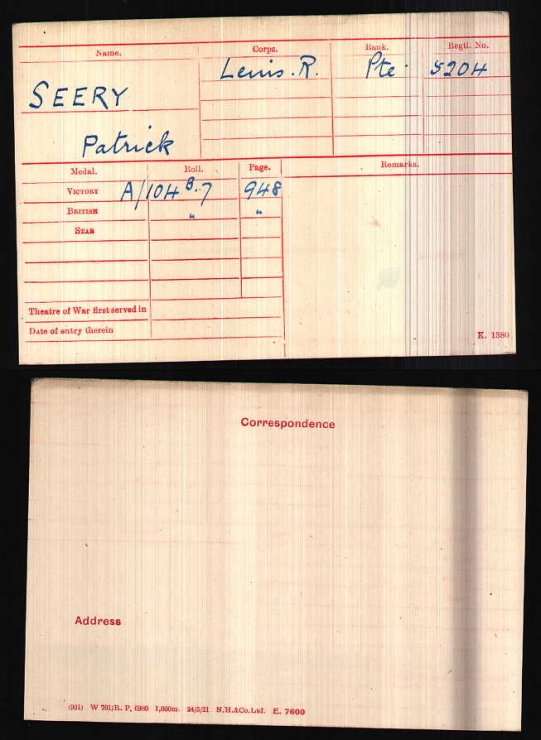 Name.
Corps.
Rank.
Regtl. No.
SEERY
Patrick
Leins. R.
Pte.
5204
Medal.
Roll.
Page.
Remarks.
VICTORY A/104 B.7 948
BRITISH " "
STAR
Theatre of War first served in
Date of entry therein
K. 1380
Correspondence
Address
W 701/R. P, 6980 1,000m. 24/5/21 N.H.&Co.Ltd. E. 7600